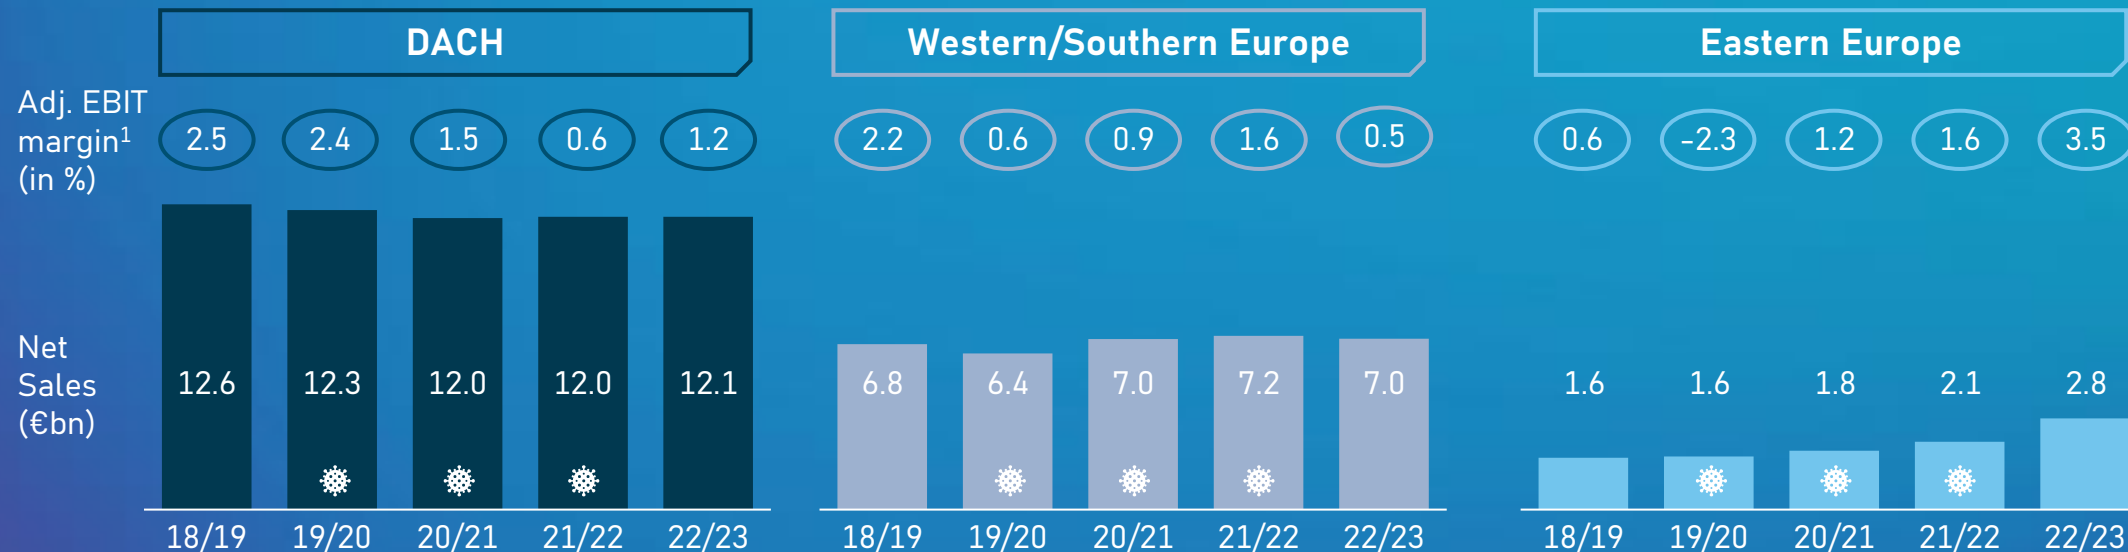 DACH
Western/Southern Europe
Eastern Europe
Adj. EBIT
margin¹
(in %)
2.5 2.4 1.5 0.6 1.2
2.2 0.6 0.9 1.6 0.5
0.6 -2.3 1.2 1.6 3.5
Net
Sales
(€bn)
12.6 12.3 12.0 12.0 12.1
6.8 6.4 7.0 7.2 7.0
1.6 1.6 1.8 2.1 2.8
18/19 19/20 20/21 21/22 22/23
18/19 19/20 20/21 21/22 22/23
18/19 19/20 20/21 21/22 22/23